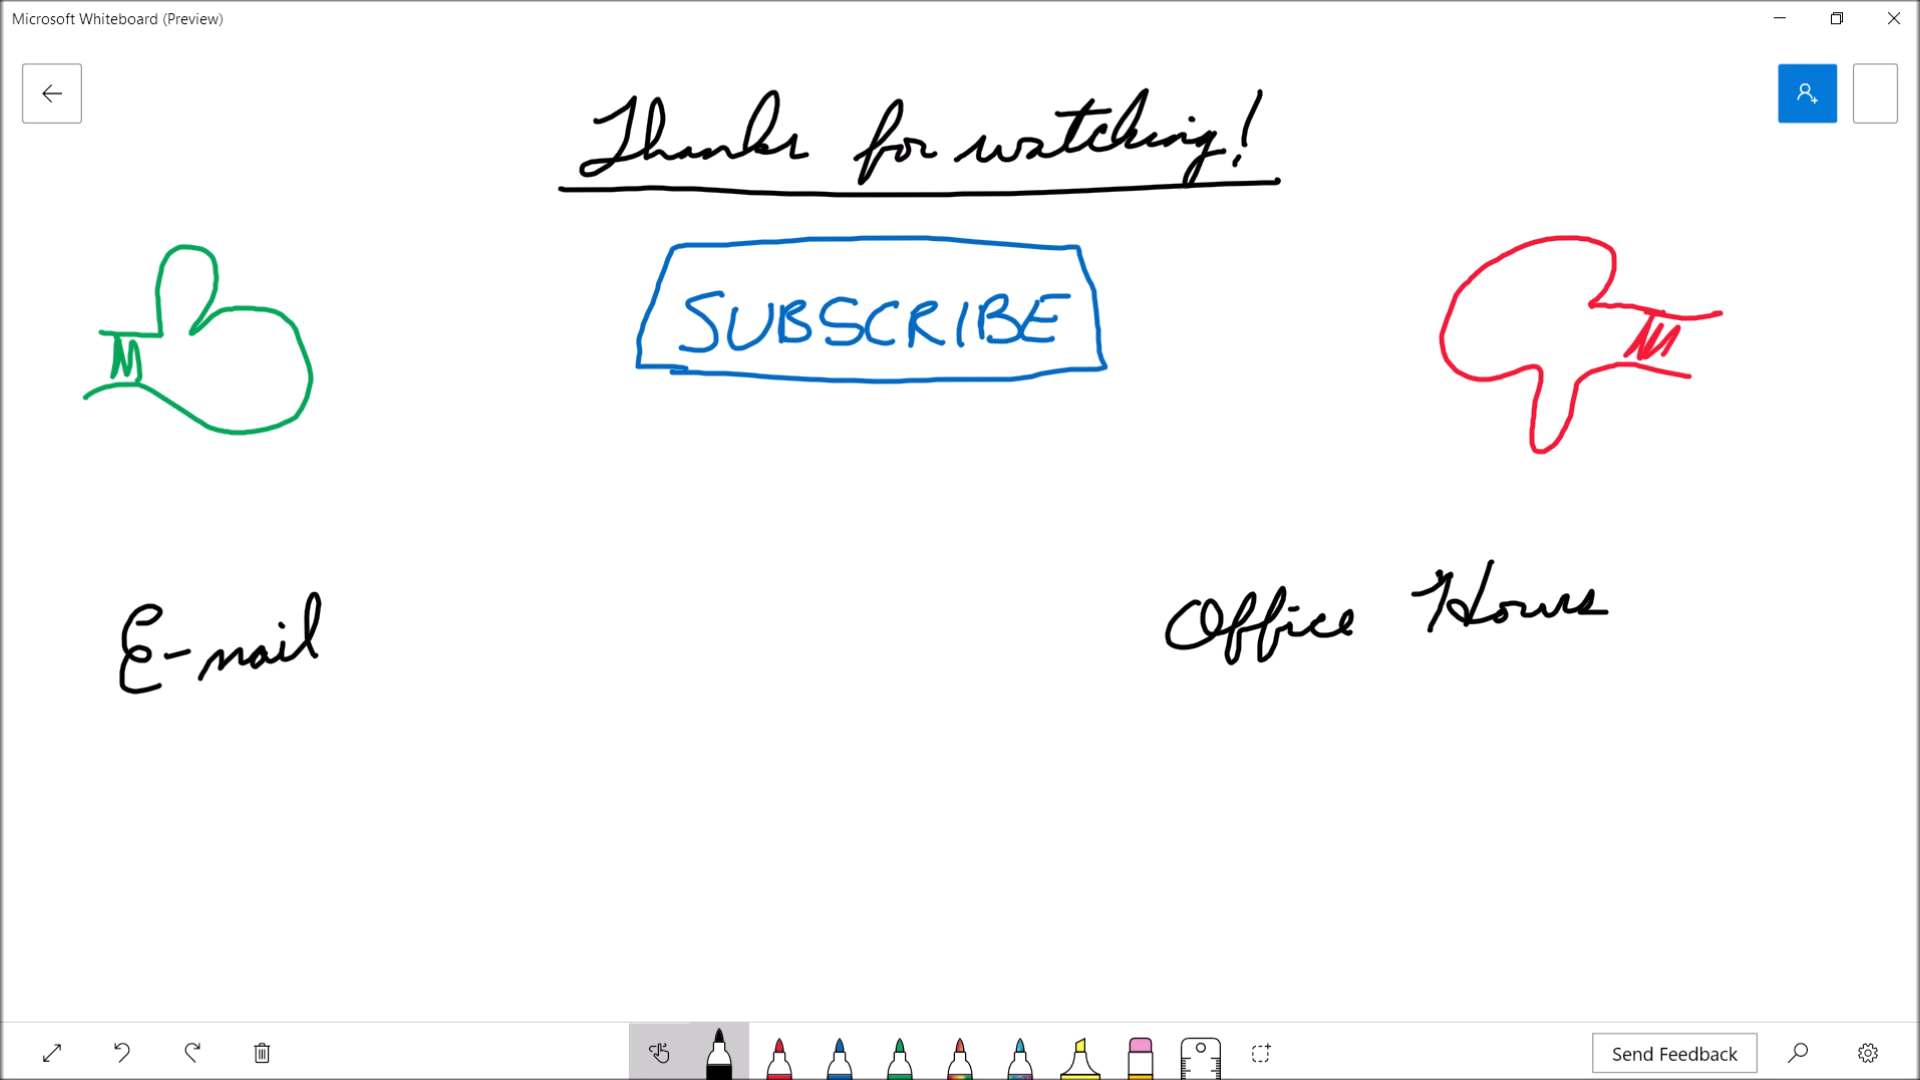 Microsoft Whiteboard (Preview)
Thanks for watching!
SUBSCRIBE
E-mail
Office Hours
Send Feedback